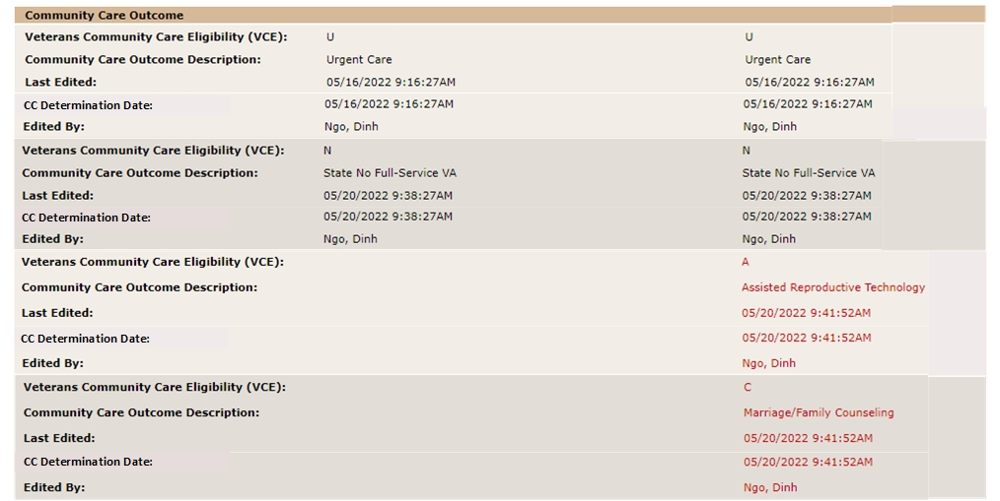 Community Care Outcome
Veterans Community Care Eligibility (VCE): U U
Community Care Outcome Description: Urgent Care Urgent Care
Last Edited: 05/16/2022 9:16:27AM 05/16/2022 9:16:27AM
CC Determination Date: 05/16/2022 9:16:27AM 05/16/2022 9:16:27AM
Edited By: Ngo, Dinh Ngo, Dinh
Veterans Community Care Eligibility (VCE): N N
Community Care Outcome Description: State No Full-Service VA State No Full-Service VA
Last Edited: 05/20/2022 9:38:27AM 05/20/2022 9:38:27AM
CC Determination Date: 05/20/2022 9:38:27AM 05/20/2022 9:38:27AM
Edited By: Ngo, Dinh Ngo, Dinh
Veterans Community Care Eligibility (VCE): A
Community Care Outcome Description: Assisted Reproductive Technology
Last Edited: 05/20/2022 9:41:52AM
CC Determination Date: 05/20/2022 9:41:52AM
Edited By: Ngo, Dinh
Veterans Community Care Eligibility (VCE): C
Community Care Outcome Description: Marriage/Family Counseling
Last Edited: 05/20/2022 9:41:52AM
CC Determination Date: 05/20/2022 9:41:52AM
Edited By: Ngo, Dinh